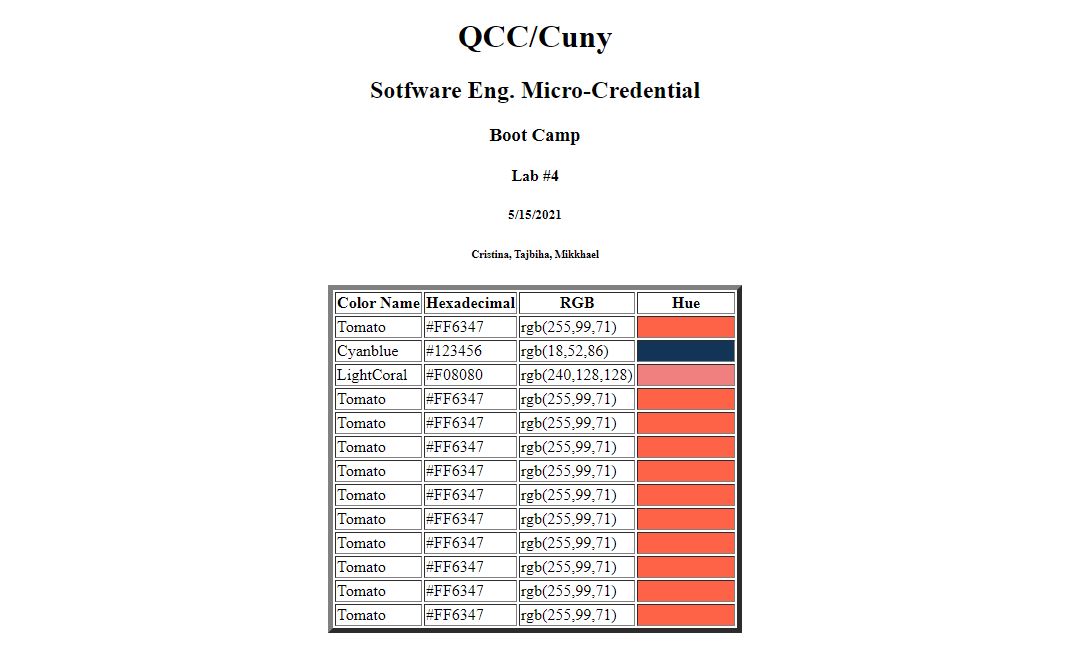 QCC/Cuny
Sotfware Eng. Micro-Credential
Boot Camp
Lab #4
5/15/2021
Cristina, Tajbiha, Mikkhael
Color Name Hexadecimal RGB Hue
Tomato #FF6347 rgb(255,99,71)
Cyanblue #123456 rgb(18,52,86)
LightCoral #F08080 rgb(240,128,128)
Tomato #FF6347 rgb(255,99,71)
Tomato #FF6347 rgb(255,99,71)
Tomato #FF6347 rgb(255,99,71)
Tomato #FF6347 rgb(255,99,71)
Tomato #FF6347 rgb(255,99,71)
Tomato #FF6347 rgb(255,99,71)
Tomato #FF6347 rgb(255,99,71)
Tomato #FF6347 rgb(255,99,71)
Tomato #FF6347 rgb(255,99,71)
Tomato #FF6347 rgb(255,99,71)